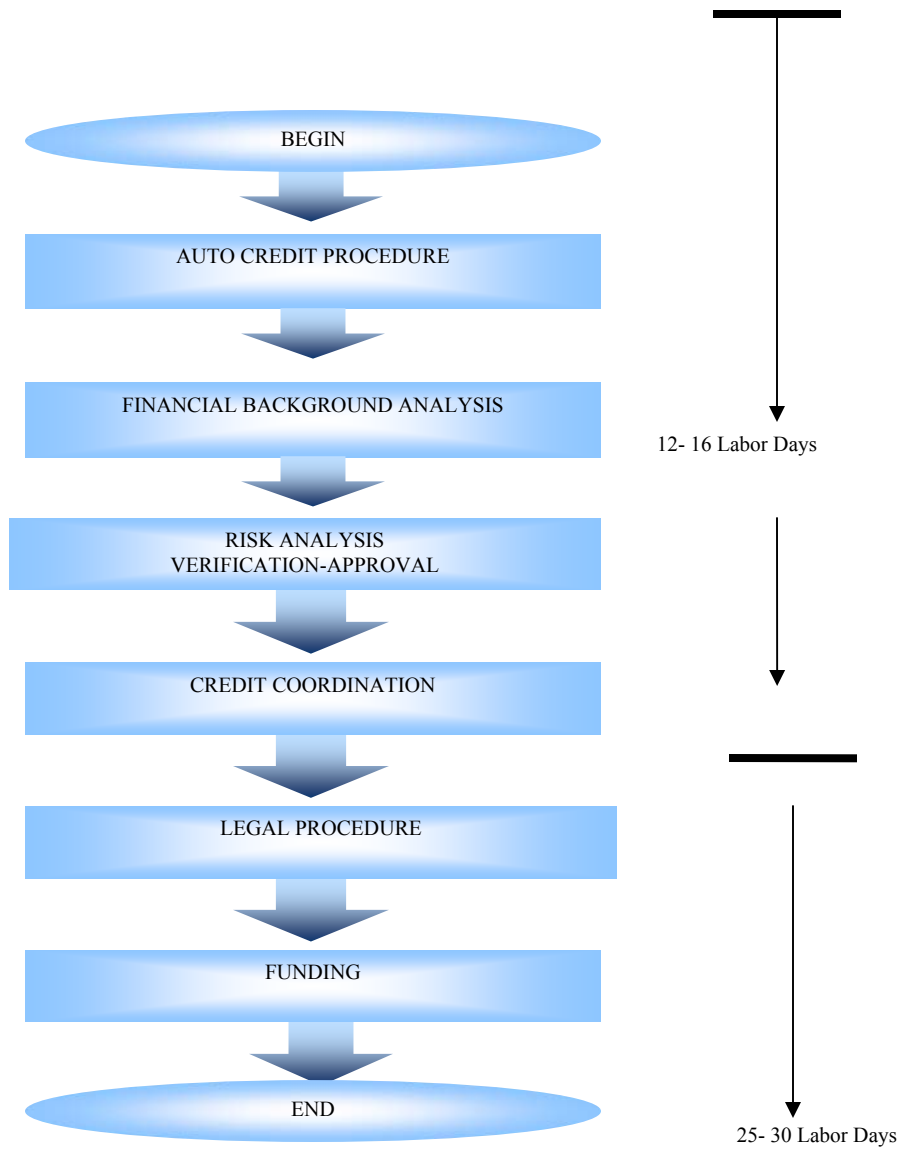 BEGIN
AUTO CREDIT PROCEDURE
FINANCIAL BACKGROUND ANALYSIS
12- 16 Labor Days
RISK ANALYSIS
VERIFICATION-APPROVAL
CREDIT COORDINATION
LEGAL PROCEDURE
FUNDING
END
25- 30 Labor Days